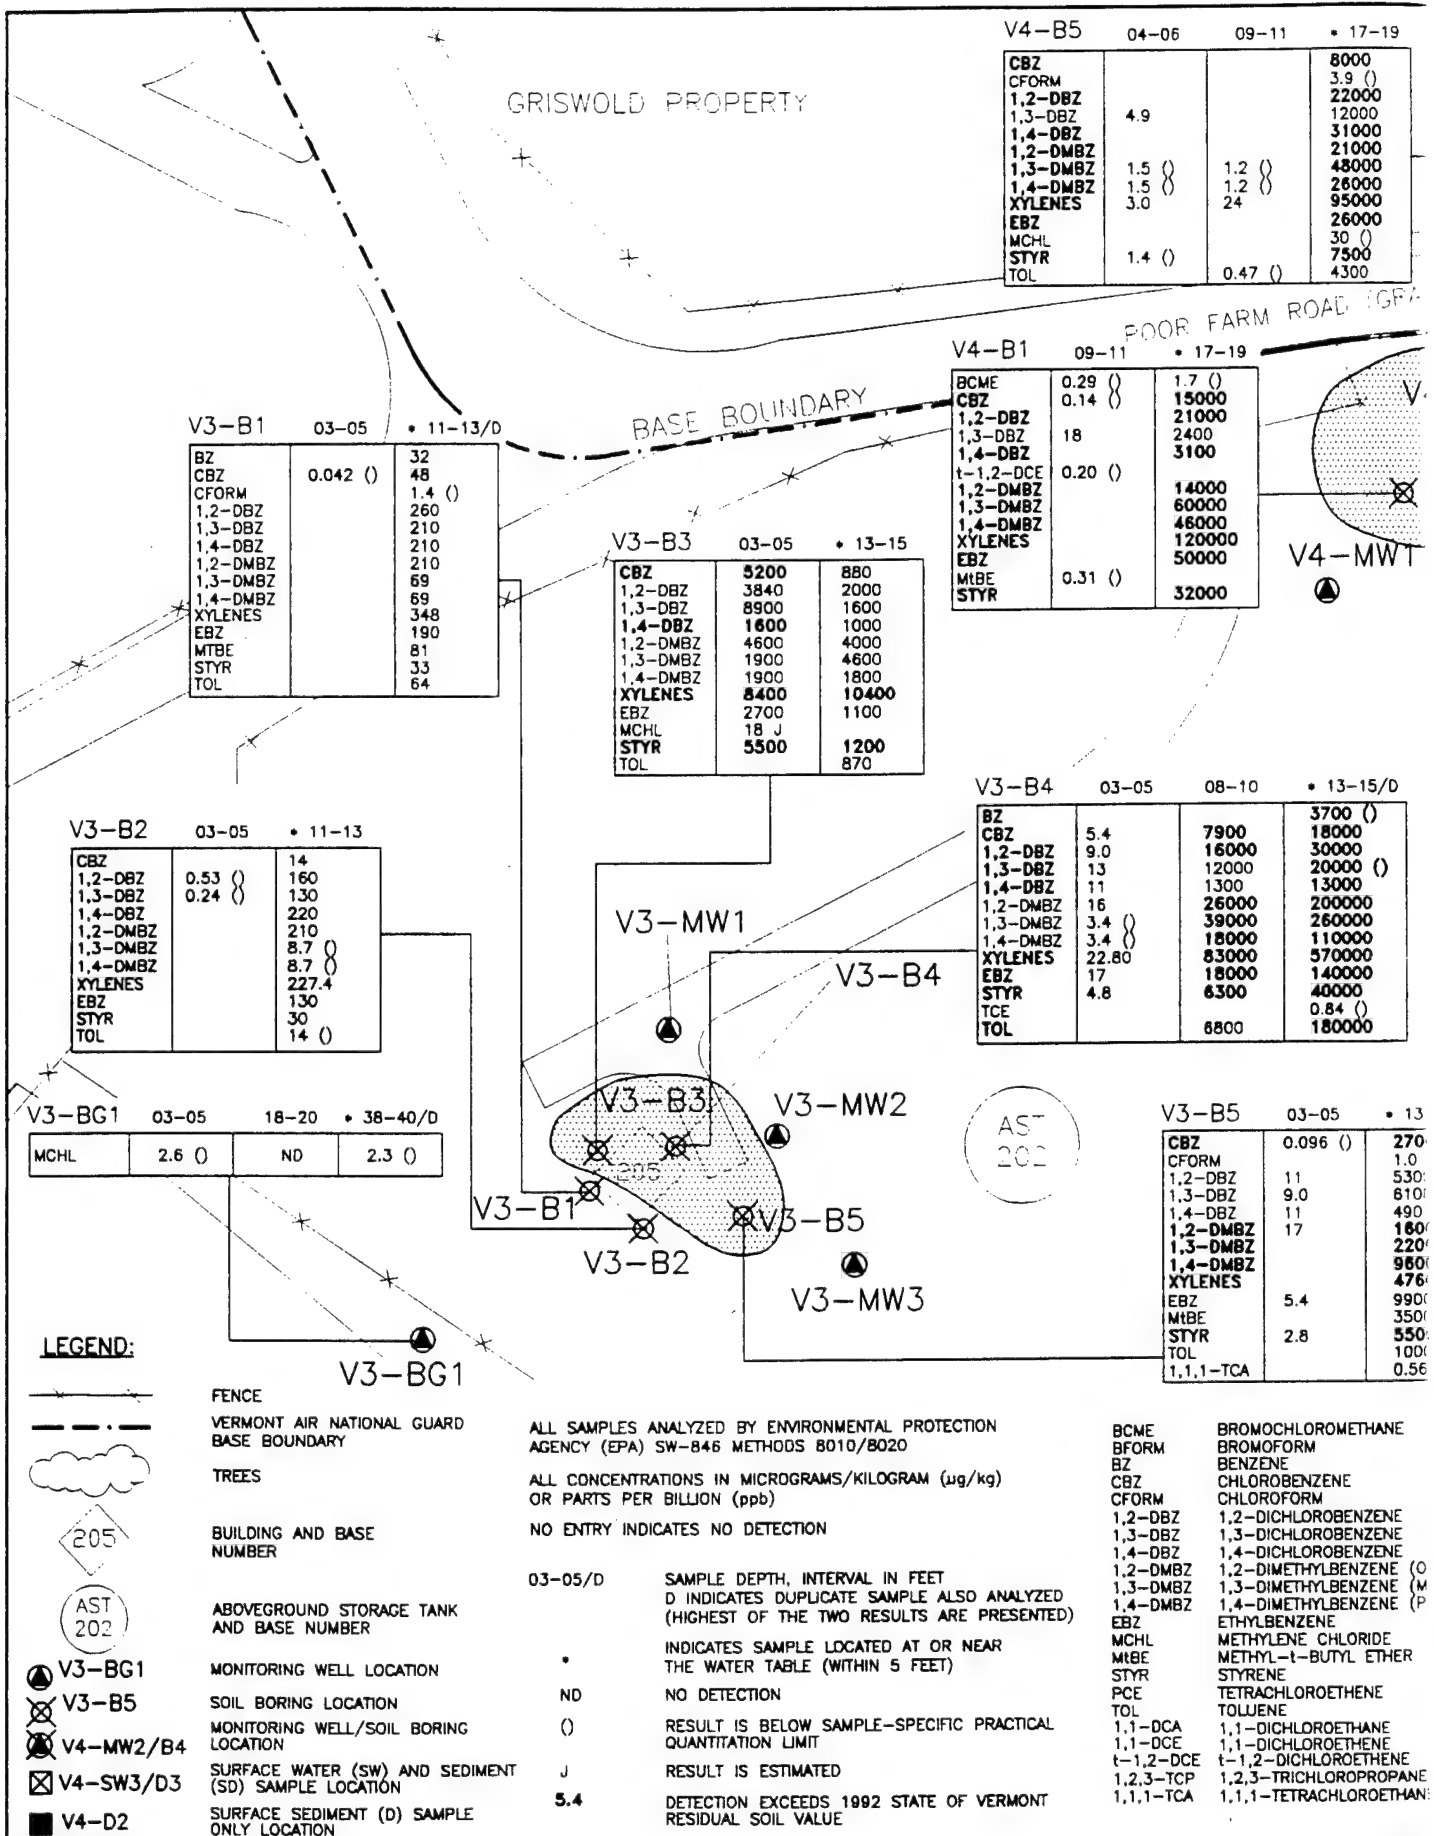 V4-B5 04-06 09-11 * 17-19
CBZ 8000
CFORM 3.9 ()
1,2-DBZ 22000
1,3-DBZ 4.9 12000
1,4-DBZ 31000
1,2-DMBZ 21000
1,3-DMBZ 1.5 () 1.2 () 48000
1,4-DMBZ 1.5 () 1.2 () 26000
XYLENES 3.0 24 95000
EBZ 26000
MCHL 30 ()
STYR 1.4 () 7500
TOL 0.47 () 4300
GRISWOLD PROPERTY
POOR FARM ROAD
BASE BOUNDARY
V4-B1 09-11 * 17-19
BCME 0.29 () 1.7 ()
CBZ 0.14 () 15000
1,2-DBZ 21000
1,3-DBZ 18 2400
1,4-DBZ 3100
t-1,2-DCE 0.20 ()
1,2-DMBZ 14000
1,3-DMBZ 60000
1,4-DMBZ 46000
XYLENES 120000
EBZ 50000
MtBE 0.31 ()
STYR 32000
V4-MW1
V3-B1 03-05 * 11-13/D
BZ 32
CBZ 0.042 () 48
CFORM 1.4 ()
1,2-DBZ 260
1,3-DBZ 210
1,4-DBZ 210
1,2-DMBZ 210
1,3-DMBZ 69
1,4-DMBZ 69
XYLENES 348
EBZ 190
MTBE 81
STYR 33
TOL 64
V3-B3 03-05 * 13-15
CBZ 5200 880
1,2-DBZ 3840 2000
1,3-DBZ 8900 1600
1,4-DBZ 1600 1000
1,2-DMBZ 4600 4000
1,3-DMBZ 1900 4600
1,4-DMBZ 1900 1800
XYLENES 8400 10400
EBZ 2700 1100
MCHL 18 J
STYR 5500 1200
TOL 870
V3-B4 03-05 08-10 * 13-15/D
BZ 3700 ()
CBZ 5.4 7900 18000
1,2-DBZ 9.0 16000 30000
1,3-DBZ 13 12000 20000 ()
1,4-DBZ 11 1300 13000
1,2-DMBZ 16 26000 200000
1,3-DMBZ 3.4 () 39000 260000
1,4-DMBZ 3.4 () 18000 110000
XYLENES 22.80 83000 570000
EBZ 17 18000 140000
STYR 4.8 6300 40000
TCE 0.84 ()
TOL 6800 180000
V3-B2 03-05 * 11-13
CBZ 14
1,2-DBZ 0.53 () 160
1,3-DBZ 0.24 () 130
1,4-DBZ 220
1,2-DMBZ 210
1,3-DMBZ 8.7 ()
1,4-DMBZ 8.7 ()
XYLENES 227.4
EBZ 130
STYR 30
TOL 14 ()
V3-MW1
V3-B4
V3-B3
V3-MW2
205
V3-B1
V3-B2
V3-B5
V3-MW3
AST
202
V3-BG1 03-05 18-20 * 38-40/D
MCHL 2.6 () ND 2.3 ()
V3-BG1
V3-B5 03-05 * 13
CBZ 0.096 () 270
CFORM 1.0
1,2-DBZ 11 530
1,3-DBZ 9.0 610
1,4-DBZ 11 490
1,2-DMBZ 17 160
1,3-DMBZ 220
1,4-DMBZ 960
XYLENES 476
EBZ 5.4 990
MtBE 350
STYR 2.8 550
TOL 100
1,1,1-TCA 0.56
LEGEND:
FENCE
VERMONT AIR NATIONAL GUARD
BASE BOUNDARY
TREES
205 BUILDING AND BASE
NUMBER
AST
202
ABOVEGROUND STORAGE TANK
AND BASE NUMBER
V3-BG1 MONITORING WELL LOCATION
V3-B5 SOIL BORING LOCATION
V4-MW2/B4 MONITORING WELL/SOIL BORING
LOCATION
V4-SW3/D3 SURFACE WATER (SW) AND SEDIMENT
(SD) SAMPLE LOCATION
V4-D2 SURFACE SEDIMENT (D) SAMPLE
ONLY LOCATION
ALL SAMPLES ANALYZED BY ENVIRONMENTAL PROTECTION
AGENCY (EPA) SW-846 METHODS 8010/8020
ALL CONCENTRATIONS IN MICROGRAMS/KILOGRAM (µg/kg)
OR PARTS PER BILLION (ppb)
NO ENTRY INDICATES NO DETECTION
03-05/D SAMPLE DEPTH, INTERVAL IN FEET
D INDICATES DUPLICATE SAMPLE ALSO ANALYZED
(HIGHEST OF THE TWO RESULTS ARE PRESENTED)
* INDICATES SAMPLE LOCATED AT OR NEAR
THE WATER TABLE (WITHIN 5 FEET)
ND NO DETECTION
() RESULT IS BELOW SAMPLE-SPECIFIC PRACTICAL
QUANTITATION LIMIT
J RESULT IS ESTIMATED
5.4 DETECTION EXCEEDS 1992 STATE OF VERMONT
RESIDUAL SOIL VALUE
BCME BROMOCHLOROMETHANE
BFORM BROMOFORM
BZ BENZENE
CBZ CHLOROBENZENE
CFORM CHLOROFORM
1,2-DBZ 1,2-DICHLOROBENZENE
1,3-DBZ 1,3-DICHLOROBENZENE
1,4-DBZ 1,4-DICHLOROBENZENE
1,2-DMBZ 1,2-DIMETHYLBENZENE (O
1,3-DMBZ 1,3-DIMETHYLBENZENE (M
1,4-DMBZ 1,4-DIMETHYLBENZENE (P
EBZ ETHYLBENZENE
MCHL METHYLENE CHLORIDE
MtBE METHYL-t-BUTYL ETHER
STYR STYRENE
PCE TETRACHLOROETHENE
TOL TOLUENE
1,1-DCA 1,1-DICHLOROETHANE
1,1-DCE 1,1-DICHLOROETHENE
t-1,2-DCE t-1,2-DICHLOROETHENE
1,2,3-TCP 1,2,3-TRICHLOROPROPANE
1,1,1-TCA 1,1,1-TETRACHLOROETHAN